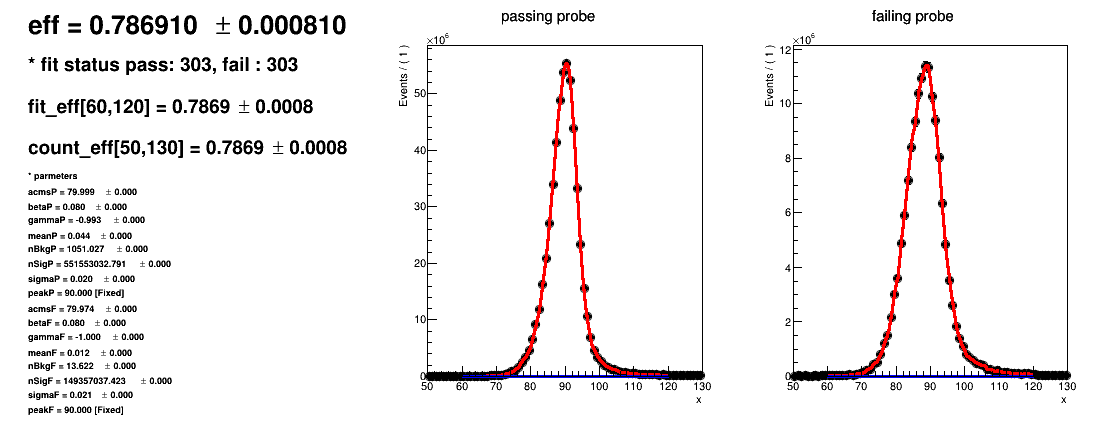 eff = 0.786910 ± 0.000810
* fit status pass: 303, fail : 303
fit_eff[60,120] = 0.7869 ± 0.0008
count_eff[50,130] = 0.7869 ± 0.0008
* parmeters
acmsP = 79.999 ± 0.000
betaP = 0.080 ± 0.000
gammaP = -0.993 ± 0.000
meanP = 0.044 ± 0.000
nBkgP = 1051.027 ± 0.000
nSigP = 551553032.791 ± 0.000
sigmaP = 0.020 ± 0.000
peakP = 90.000 [Fixed]
acmsF = 79.974 ± 0.000
betaF = 0.080 ± 0.000
gammaF = -1.000 ± 0.000
meanF = 0.012 ± 0.000
nBkgF = 13.622 ± 0.000
nSigF = 149357037.423 ± 0.000
sigmaF = 0.021 ± 0.000
peakF = 90.000 [Fixed]
passing probe
×10⁶
Events / ( 1 )
50
40
30
20
10
0
50 60 70 80 90 100 110 120 130
x
failing probe
×10⁶
Events / ( 1 )
12
10
8
6
4
2
0
50 60 70 80 90 100 110 120 130
x